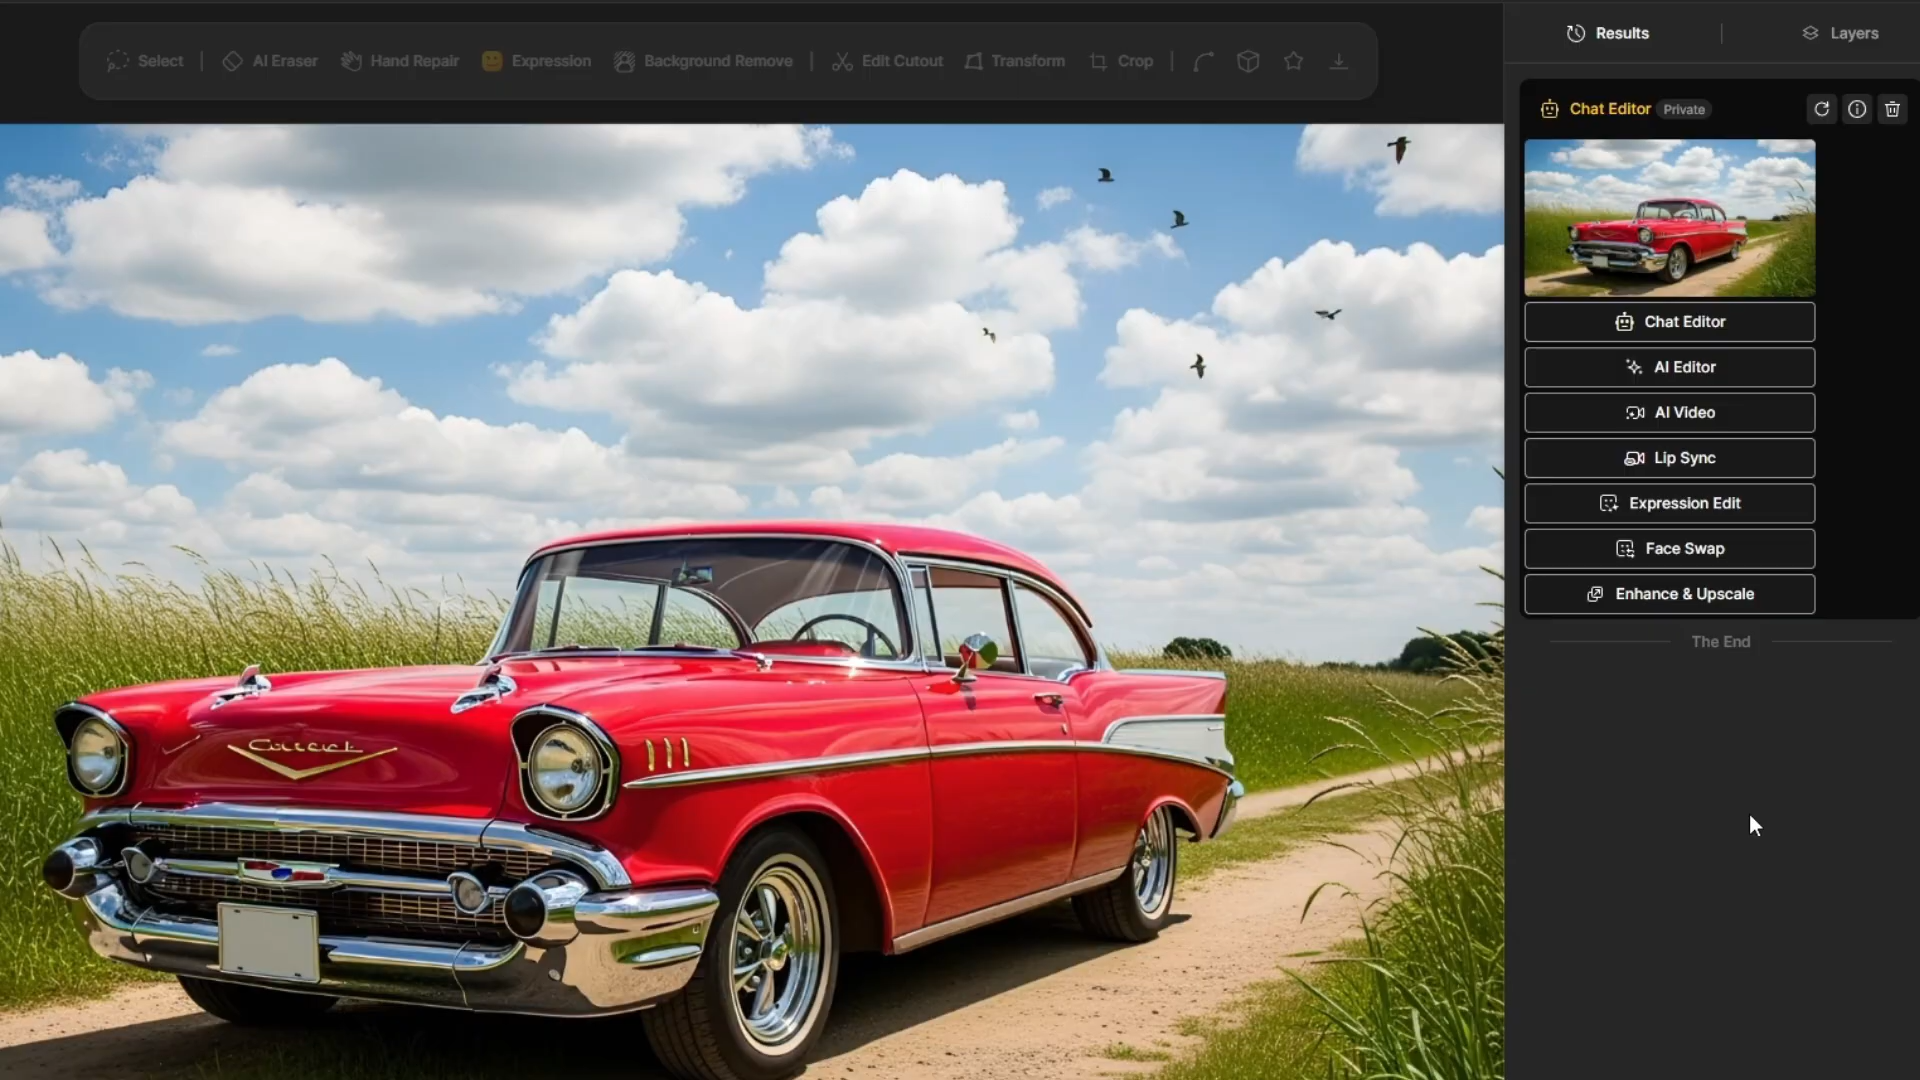 Select
AI Eraser
Hand Repair
Expression
Background Remove
Edit Cutout
Transform
Crop
Results
Layers
Chat Editor
Private
Chat Editor
AI Editor
AI Video
Lip Sync
Expression Edit
Face Swap
Enhance & Upscale
The End